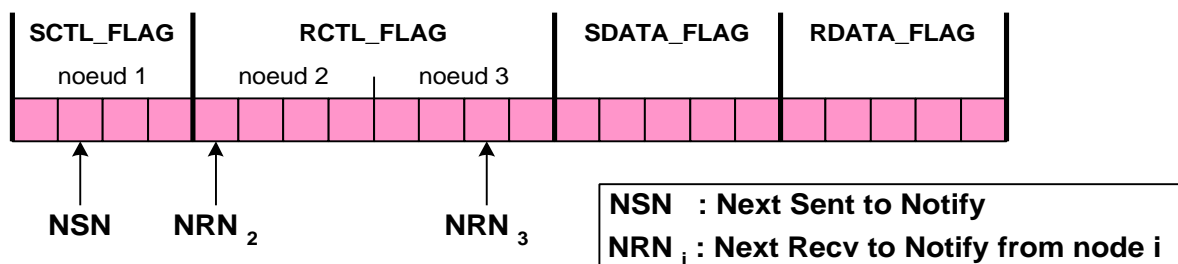 SCTL_FLAG RCTL_FLAG SDATA_FLAG RDATA_FLAG
noeud 1 noeud 2 noeud 3
NSN NRN 2 NRN 3
NSN : Next Sent to Notify
NRN i : Next Recv to Notify from node i